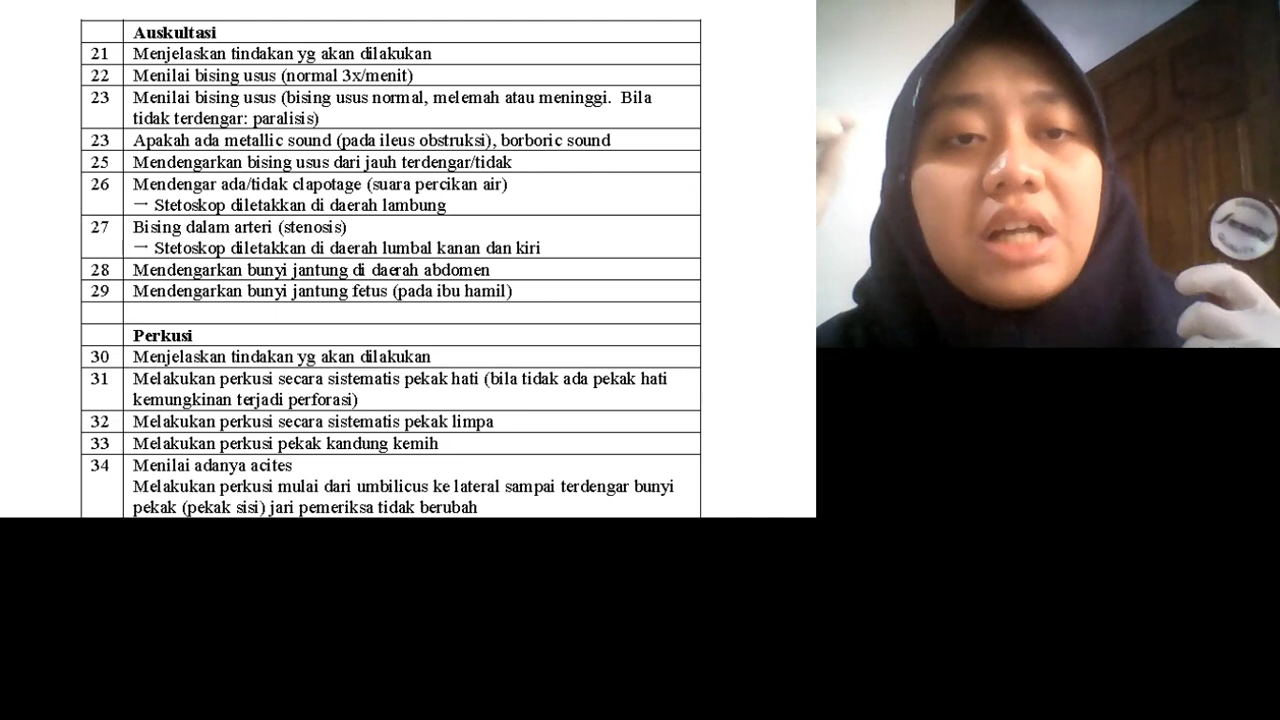 Auskultasi
21 Menjelaskan tindakan yg akan dilakukan
22 Menilai bising usus (normal 3x/menit)
23 Menilai bising usus (bising usus normal, melemah atau meninggi. Bila
tidak terdengar: paralisis)
23 Apakah ada metallic sound (pada ileus obstruksi), borboric sound
25 Mendengarkan bising usus dari jauh terdengar/tidak
26 Mendengar ada/tidak clapotage (suara percikan air)
→ Stetoskop diletakkan di daerah lambung
27 Bising dalam arteri (stenosis)
→ Stetoskop diletakkan di daerah lumbal kanan dan kiri
28 Mendengarkan bunyi jantung di daerah abdomen
29 Mendengarkan bunyi jantung fetus (pada ibu hamil)
Perkusi
30 Menjelaskan tindakan yg akan dilakukan
31 Melakukan perkusi secara sistematis pekak hati (bila tidak ada pekak hati
kemungkinan terjadi perforasi)
32 Melakukan perkusi secara sistematis pekak limpa
33 Melakukan perkusi pekak kandung kemih
34 Menilai adanya acites
Melakukan perkusi mulai dari umbilicus ke lateral sampai terdengar bunyi
pekak (pekak sisi) jari pemeriksa tidak berubah